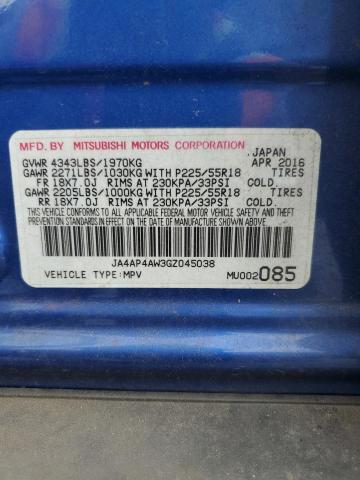 MFD. BY MITSUBISHI MOTORS CORPORATION JAPAN
GVWR 4343LBS/1970KG APR 2016
GAWR 2271LBS/1030KG WITH P225/55R18 TIRES
FR 18X7.0J RIMS AT 230KPA/33PSI COLD.
GAWR 2205LBS/1000KG WITH P225/55R18 TIRES
RR 18X7.0J RIMS AT 230KPA/33PSI COLD.
THIS VEHICLE CONFORMS TO ALL APPLICABLE
FEDERAL MOTOR VEHICLE SAFETY AND THEFT
PREVENTION STANDARDS IN EFFECT ON THE
DATE OF MANUFACTURE SHOWN ABOVE.
JA4AP4AW3GZ045038
VEHICLE TYPE:MPV MU002085